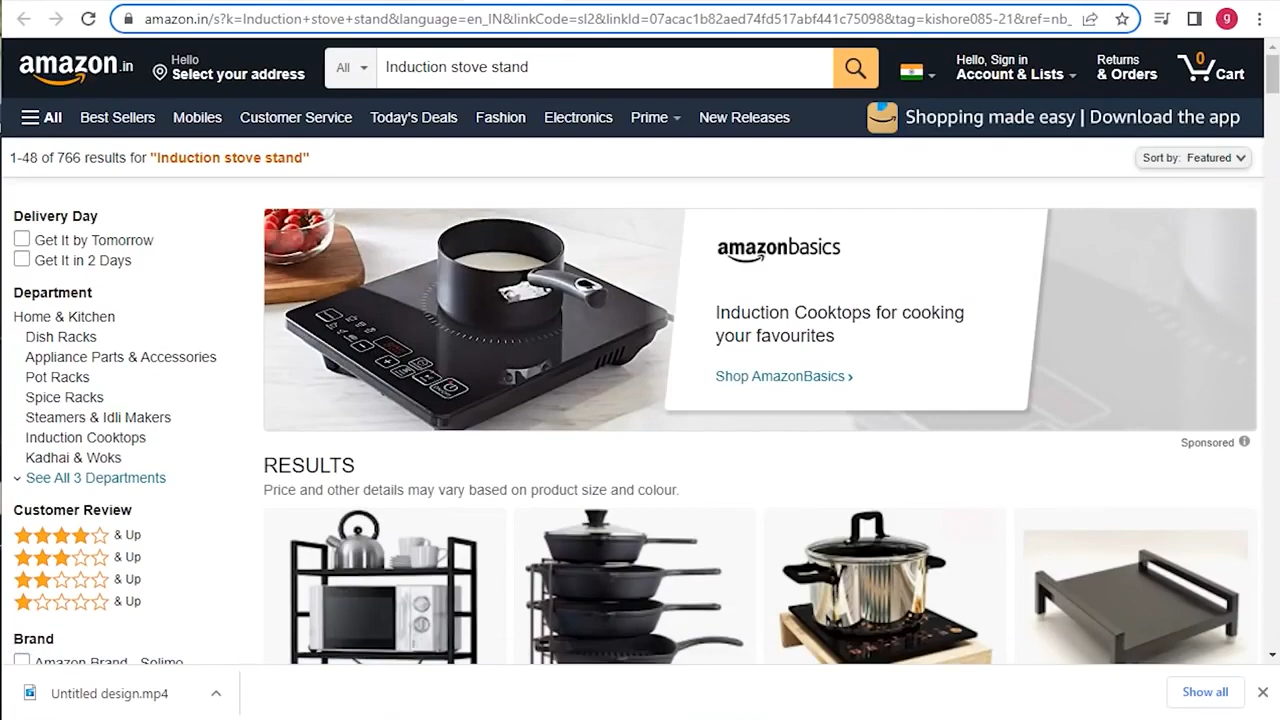 amazon.in/s?k=Induction+stove+stand&language=en_IN&linkCode=sl2&linkId=07acac1b82aed74fd517abf441c75098&tag=kishore085-21&ref=nb_
g
amazon.in
Hello
Select your address
All
Induction stove stand
Hello, Sign in
Account & Lists
Returns
& Orders
0
Cart
All
Best Sellers
Mobiles
Customer Service
Today's Deals
Fashion
Electronics
Prime
New Releases
Shopping made easy | Download the app
1-48 of 766 results for "Induction stove stand"
Sort by: Featured
Delivery Day
Get It by Tomorrow
Get It in 2 Days
Department
Home & Kitchen
Dish Racks
Appliance Parts & Accessories
Pot Racks
Spice Racks
Steamers & Idli Makers
Induction Cooktops
Kadhai & Woks
See All 3 Departments
Customer Review
& Up
& Up
& Up
& Up
Brand
Amazon Brand - Solimo
amazonbasics
Induction Cooktops for cooking
your favourites
Shop AmazonBasics ›
Sponsored
RESULTS
Price and other details may vary based on product size and colour.
Untitled design.mp4
Show all